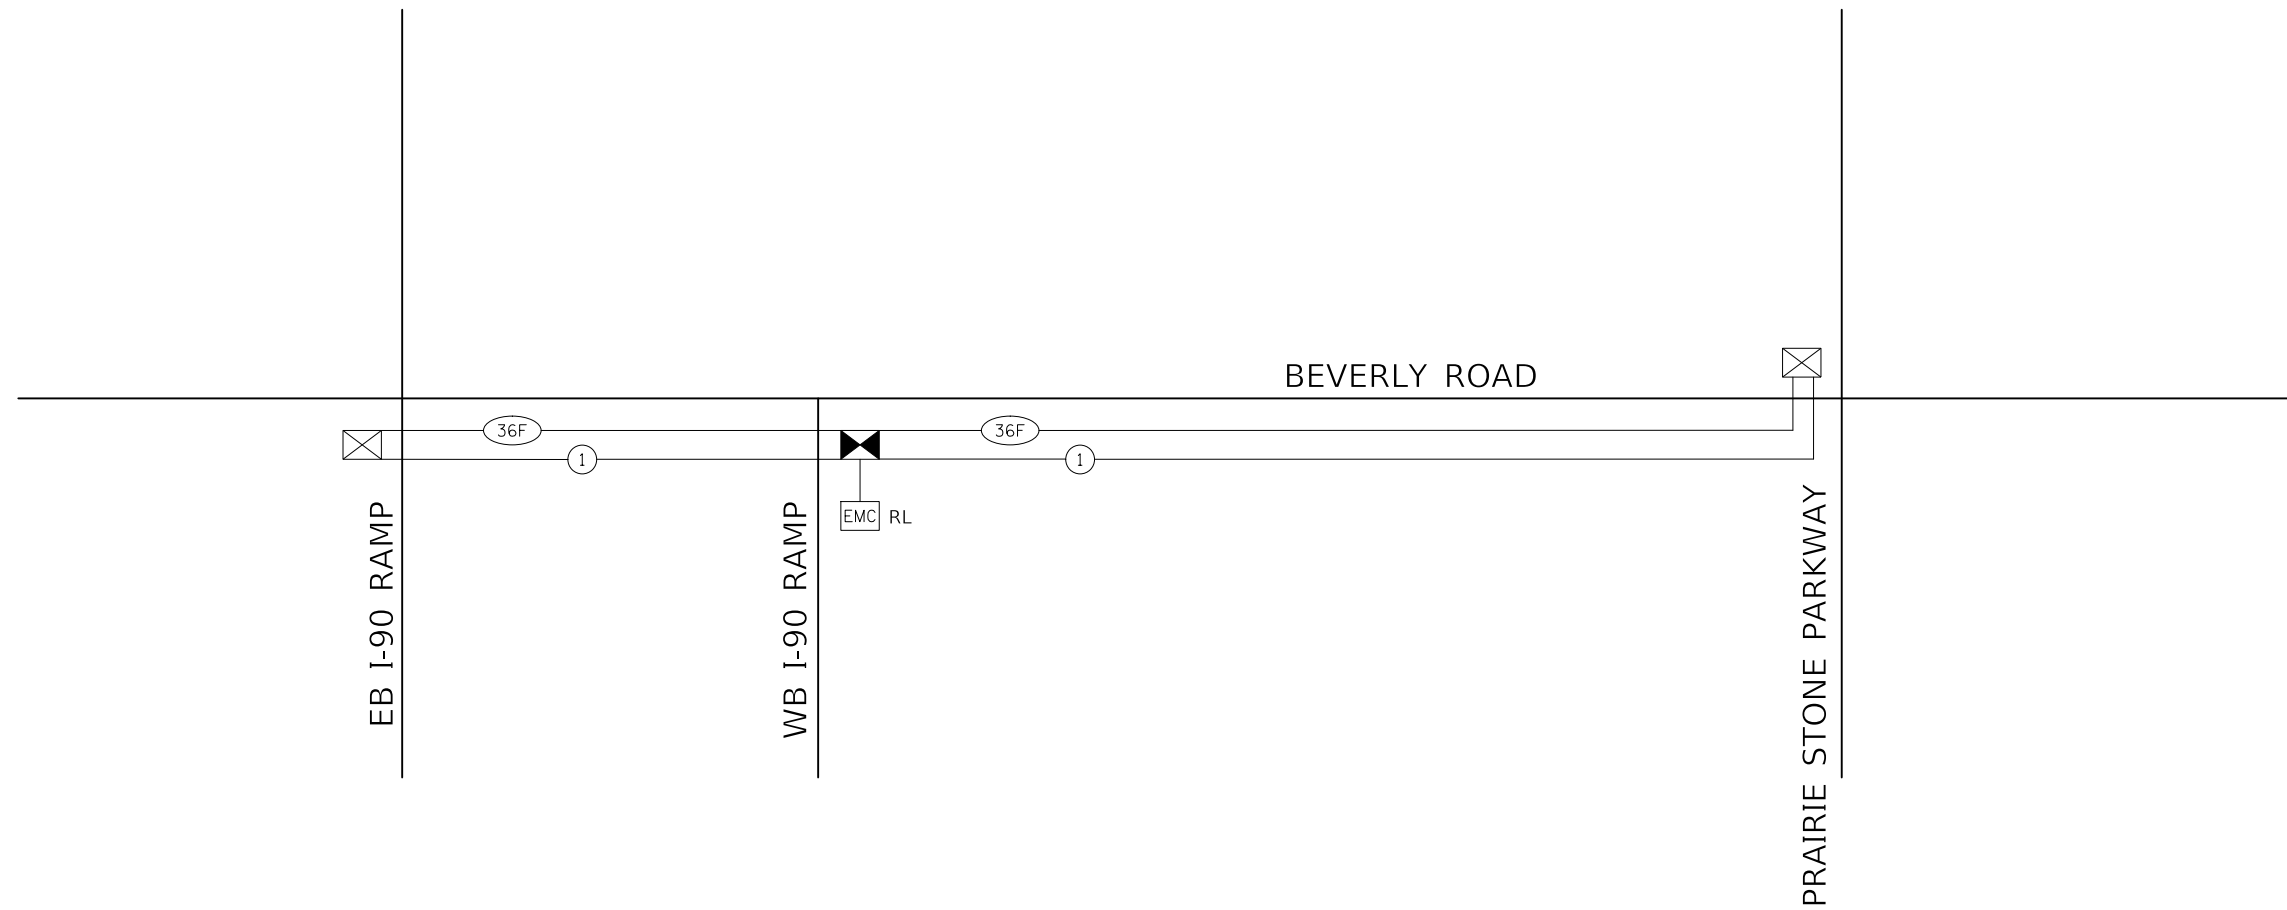 BEVERLY ROAD
36F
36F
1
1
EMC RL
EB I-90 RAMP
WB I-90 RAMP
PRAIRIE STONE PARKWAY